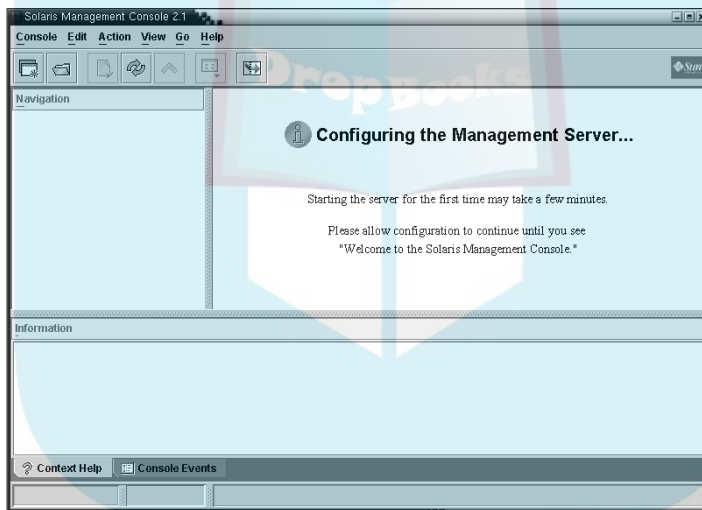 Solaris Management Console 2.1
Console Edit Action View Go Help
Sun
DropBooks
Navigation
Configuring the Management Server...
Starting the server for the first time may take a few minutes.
Please allow configuration to continue until you see
"Welcome to the Solaris Management Console."
Information
Context Help Console Events